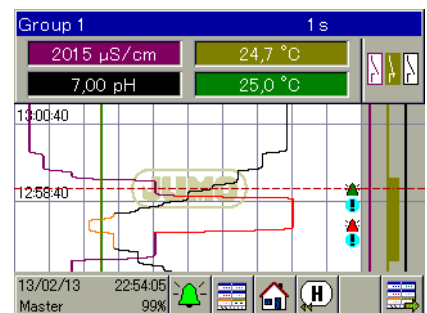 Group 1 1 s
2015 µS/cm 24,7 °C
7,00 pH 25,0 °C
13:00:40
JUMO
12:58:40
13/02/13 22:54:05
Master 99%
H